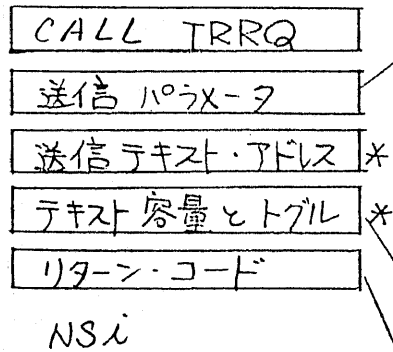 CALL TRRQ
送信 パラメータ
送信テキスト・アドレス *
テキスト容量とトグル *
リターン・コード
NSi